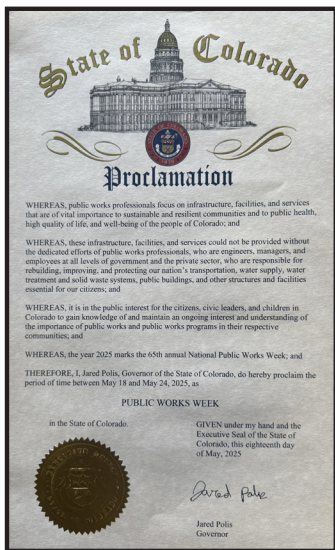 State of Colorado
Proclamation
WHEREAS, public works professionals focus on infrastructure, facilities, and services
that are of vital importance to sustainable and resilient communities and to public health,
high quality of life, and well-being of the people of Colorado; and
WHEREAS, these infrastructure, facilities, and services could not be provided without
the dedicated efforts of public works professionals, who are engineers, managers, and
employees at all levels of government and the private sector, who are responsible for
rebuilding, improving, and protecting our nation's transportation, water supply, water
treatment and solid waste systems, public buildings, and other structures and facilities
essential for our citizens; and
WHEREAS, it is in the public interest for the citizens, civic leaders, and children in
Colorado to gain knowledge of and maintain an ongoing interest and understanding of
the importance of public works and public works programs in their respective
communities; and
WHEREAS, the year 2025 marks the 65th annual National Public Works Week; and
THEREFORE, I, Jared Polis, Governor of the State of Colorado, do hereby proclaim the
period of time between May 18 and May 24, 2025, as
PUBLIC WORKS WEEK
in the State of Colorado.
GIVEN under my hand and the
Executive Seal of the State of
Colorado, this eighteenth day
of May, 2025
Jared Polis
Jared Polis
Governor